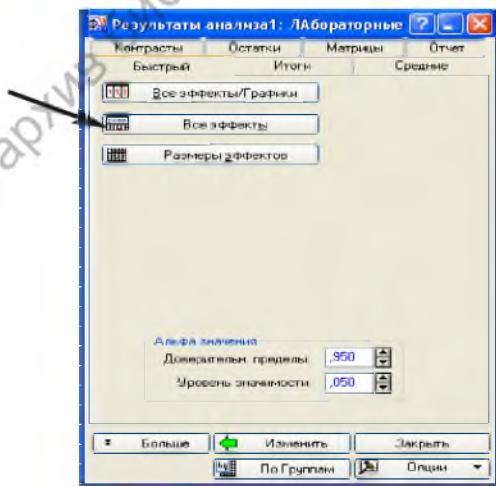 Результаты анализа1: ЛАбораторные
Контрасты Остатки Матрицы Отчет
Быстрый Итоги Средние
Все эффекты/Графики
Все эффекты
Размеры эффектов
Альфа значения
Доверительн. пределы: ,950
Уровень значимости: ,050
Больше Изменить Закрыть
По Группам Опции
архив